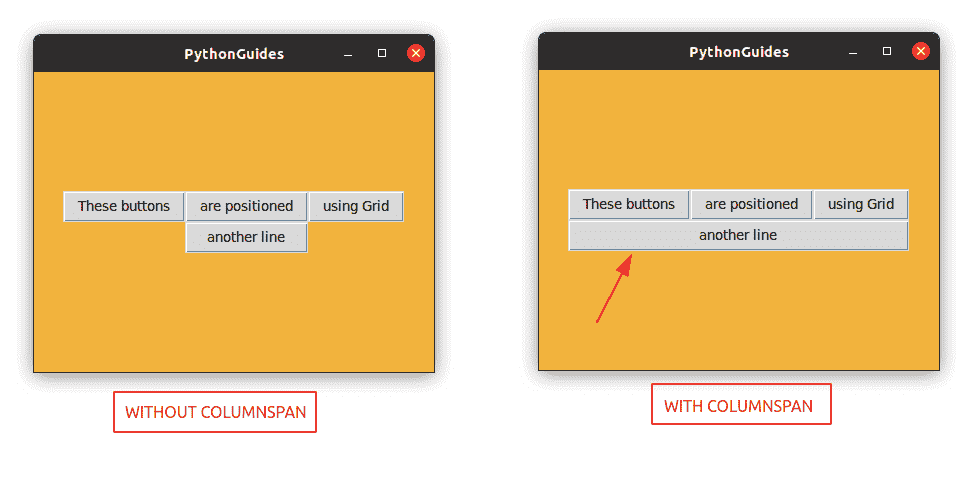 PythonGuides
These buttons are positioned using Grid
another line
WITHOUT COLUMNSPAN
PythonGuides
These buttons are positioned using Grid
another line
WITH COLUMNSPAN